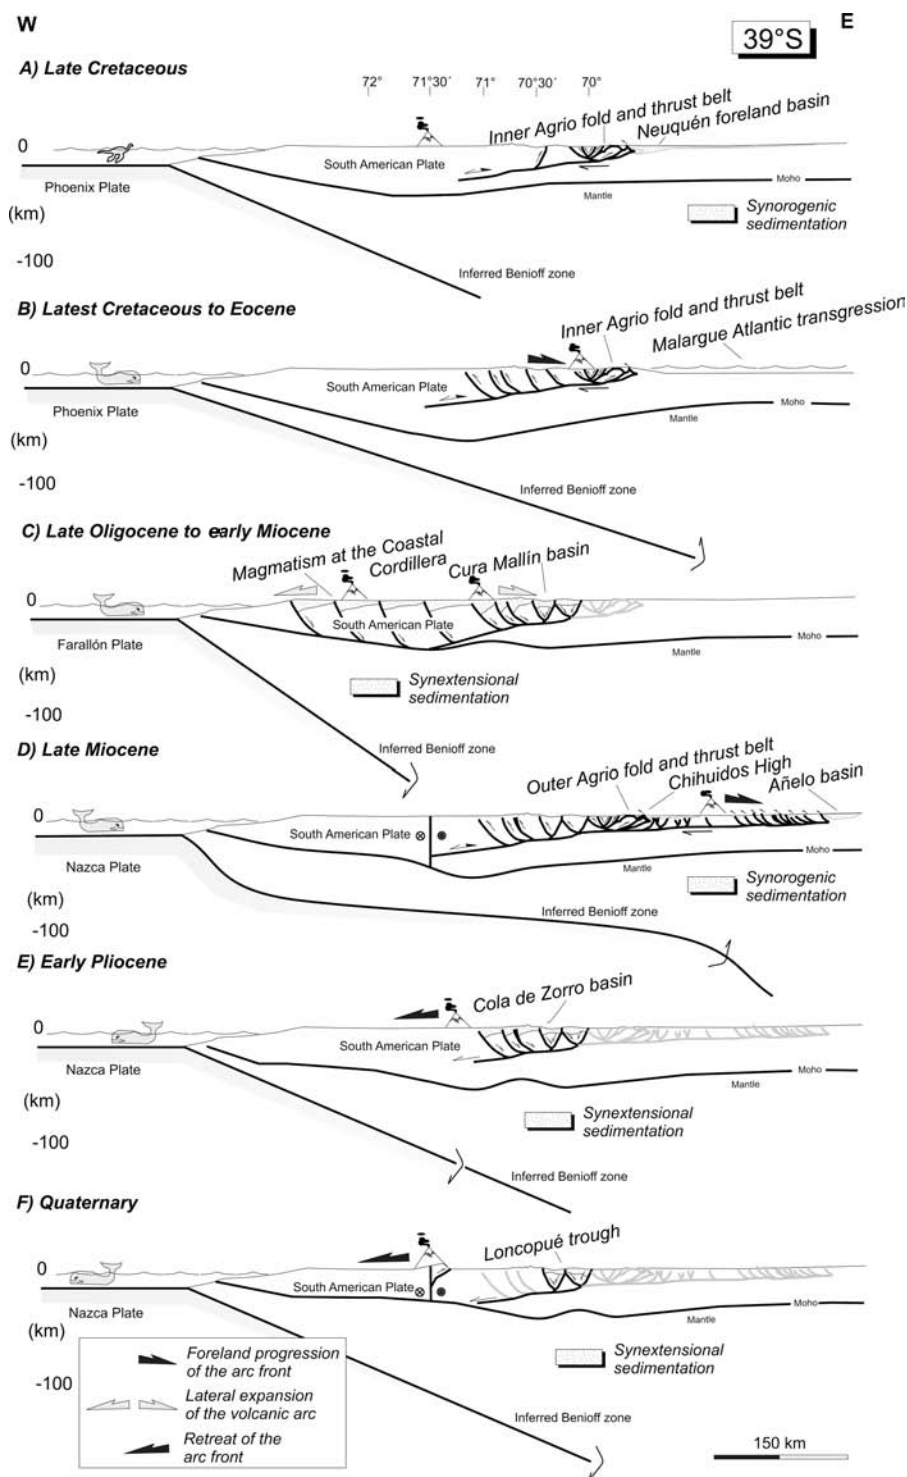 W
E
39°S
A) Late Cretaceous
72° 71°30´ 71° 70°30´ 70°
Inner Agrio fold and thrust belt
Neuquén foreland basin
0
South American Plate
Phoenix Plate
Moho
Mantle
(km)
Synorogenic
sedimentation
-100
Inferred Benioff zone
B) Latest Cretaceous to Eocene
Inner Agrio fold and thrust belt
Malargue Atlantic transgression
0
South American Plate
Phoenix Plate
Moho
Mantle
(km)
-100
Inferred Benioff zone
C) Late Oligocene to early Miocene
Magmatism at the Coastal
Cordillera
Cura Mallín basin
0
South American Plate
Farallón Plate
Moho
Mantle
(km)
Synextensional
sedimentation
-100
Inferred Benioff zone
D) Late Miocene
Outer Agrio fold and thrust belt
Chihuidos High
Añelo basin
0
South American Plate
Nazca Plate
Moho
Mantle
(km)
Synorogenic
sedimentation
-100
Inferred Benioff zone
E) Early Pliocene
Cola de Zorro basin
0
South American Plate
Nazca Plate
Moho
Mantle
(km)
Synextensional
sedimentation
-100
Inferred Benioff zone
F) Quaternary
Loncopué trough
0
South American Plate
Nazca Plate
Moho
Mantle
(km)
Synextensional
sedimentation
-100
Foreland progression
of the arc front
Lateral expansion
of the volcanic arc
Retreat of the
arc front
Inferred Benioff zone
150 km